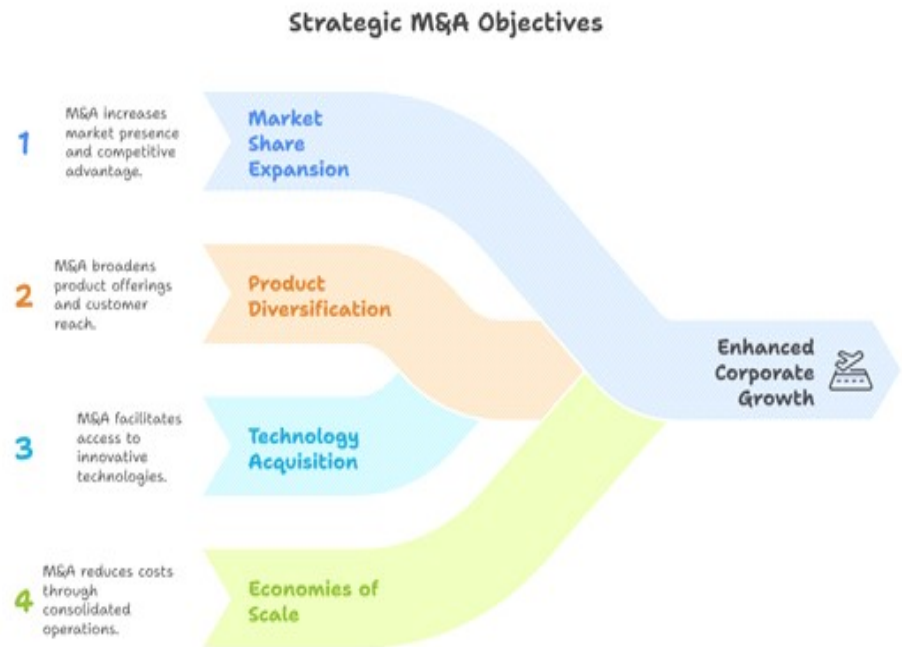 Strategic M&A Objectives
1
M&A increases
market presence
and competitive
advantage.
Market
Share
Expansion
2
M&A broadens
product offerings
and customer
reach.
Product
Diversification
Enhanced
Corporate
Growth
3
M&A facilitates
access to
innovative
technologies.
Technology
Acquisition
4
M&A reduces costs
through
consolidated
operations.
Economies of
Scale